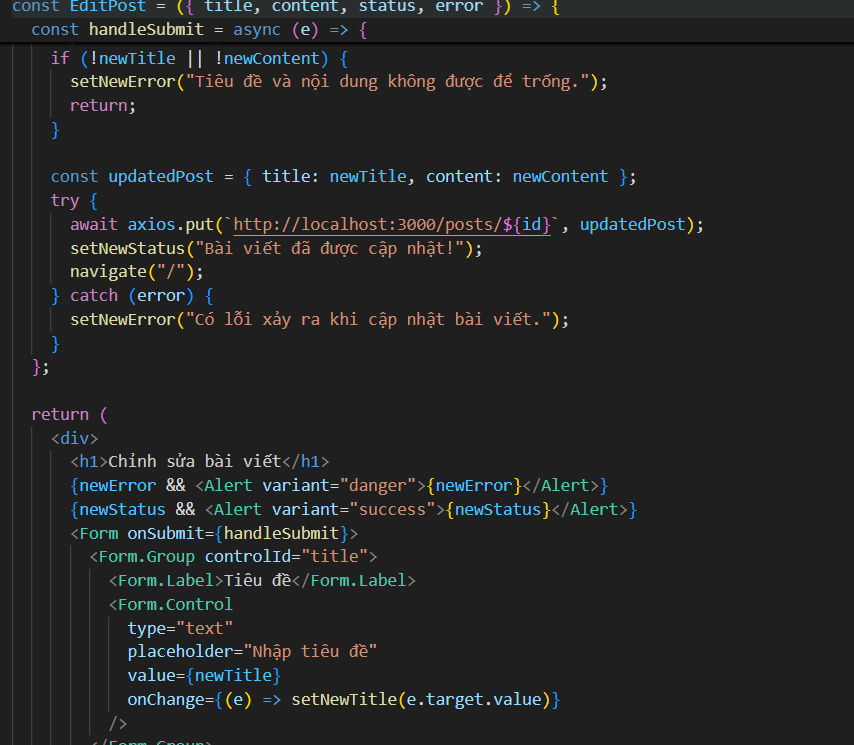 const EditPost = ({ title, content, status, error }) => {
  const handleSubmit = async (e) => {
    if (!newTitle || !newContent) {
      setNewError("Tiêu đề và nội dung không được để trống.");
      return;
    }
    const updatedPost = { title: newTitle, content: newContent };
    try {
      await axios.put(`http://localhost:3000/posts/${id}`, updatedPost);
      setNewStatus("Bài viết đã được cập nhật!");
      navigate("/");
    } catch (error) {
      setNewError("Có lỗi xảy ra khi cập nhật bài viết.");
    }
  };
  return (
    <div>
      <h1>Chỉnh sửa bài viết</h1>
      {newError && <Alert variant="danger">{newError}</Alert>}
      {newStatus && <Alert variant="success">{newStatus}</Alert>}
      <Form onSubmit={handleSubmit}>
        <Form.Group controlId="title">
          <Form.Label>Tiêu đề</Form.Label>
          <Form.Control
            type="text"
            placeholder="Nhập tiêu đề"
            value={newTitle}
            onChange={(e) => setNewTitle(e.target.value)}
          />
        </Form.Group>